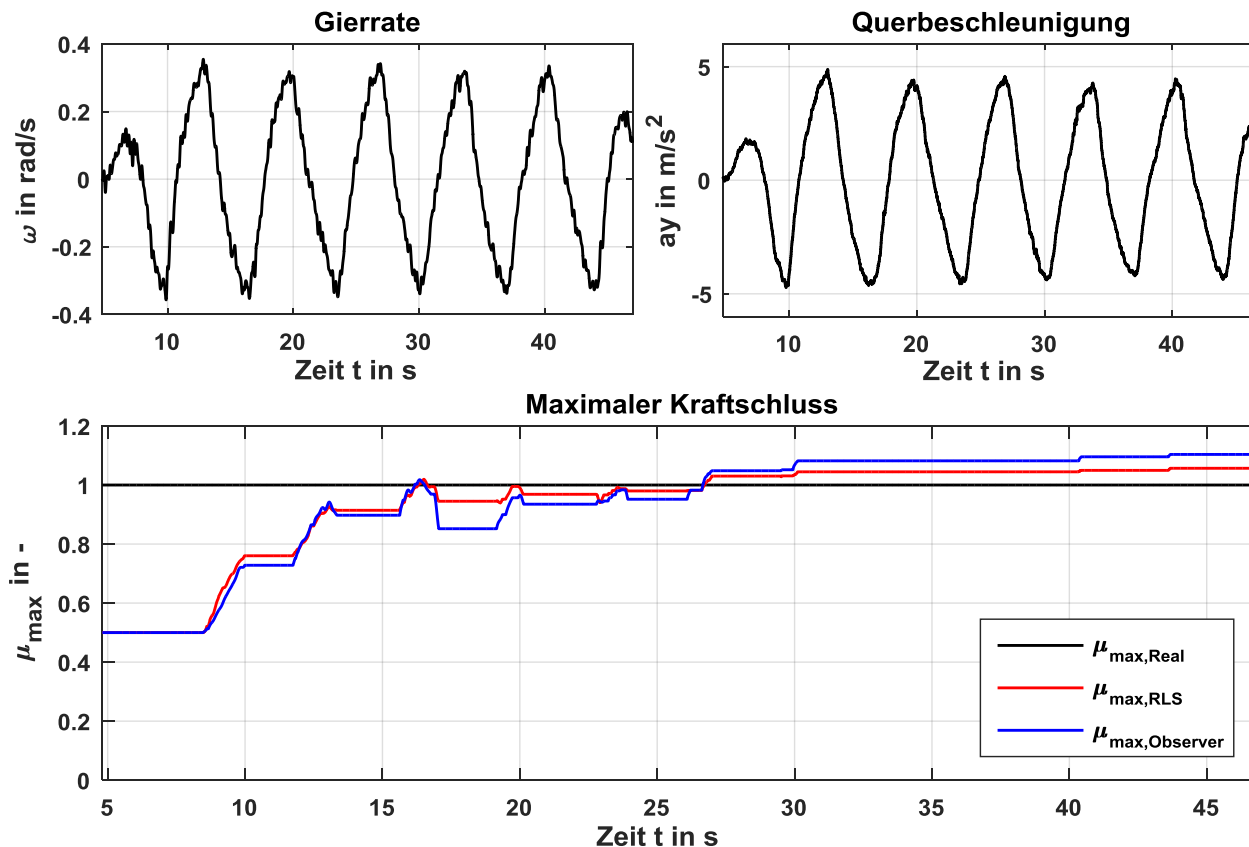 Gierrate
0.4
0.2
0
-0.2
-0.4
ω in rad/s
10
20
30
40
Zeit t in s
Querbeschleunigung
5
0
-5
ay in m/s²
10
20
30
40
Zeit t in s
Maximaler Kraftschluss
1.2
1
0.8
0.6
0.4
0.2
0
μmax in -
5
10
15
20
25
30
35
40
45
Zeit t in s
μmax,Real
μmax,RLS
μmax,Observer